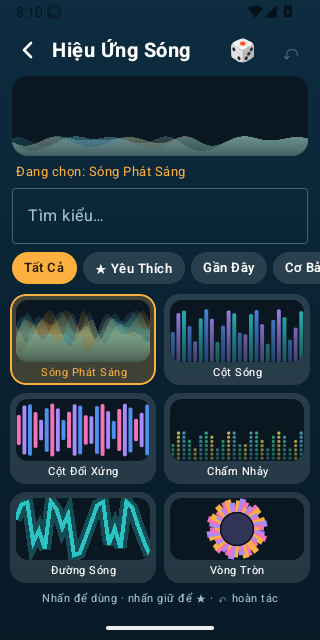 8:10
Hiệu Ứng Sóng
Đang chọn: Sóng Phát Sáng
Tìm kiếm...
Tất Cả
★ Yêu Thích
Gần Đây
Cơ Bả
Sóng Phát Sáng
Cột Sóng
Cột Đối Xứng
Chấm Nhảy
Đường Sóng
Vòng Tròn
Nhấn để dùng · nhấn giữ để ★ · ⤺ hoàn tác